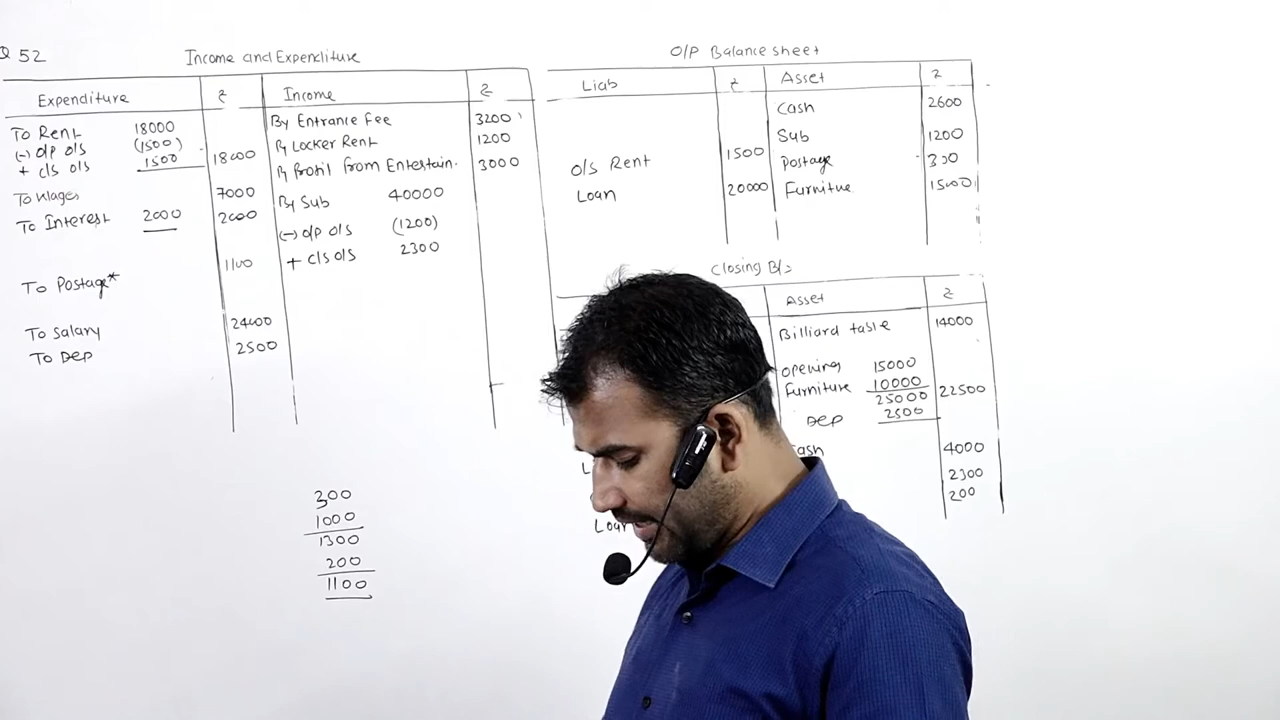 Q 52
Income and Expenditure
Expenditure ₹ Income ₹
To Rent 18000
(-) O/P O/s (1500)
+ C/s O/s 1500 18000
To Wages 7000
To Interest 2000 2000
To Postage* 1100
To Salary 24000
To Dep 2500
By Entrance Fee 3200
By Locker Rent 1200
By Profit from Entertain. 3000
By Sub 40000
(-) O/P O/s (1200)
+ C/s O/s 2300
300
1000
1300
200
1100
O/P Balance sheet
Liab ₹ Asset ₹
O/s Rent 1500
Loan 20000
Cash 2600
Sub 1200
Postage 300
Furniture 15000
Closing B/s
Asset ₹
Billiard table 14000
Opening 15000
Furniture 10000
25000
Dep 2500 22500
4000
2300
200